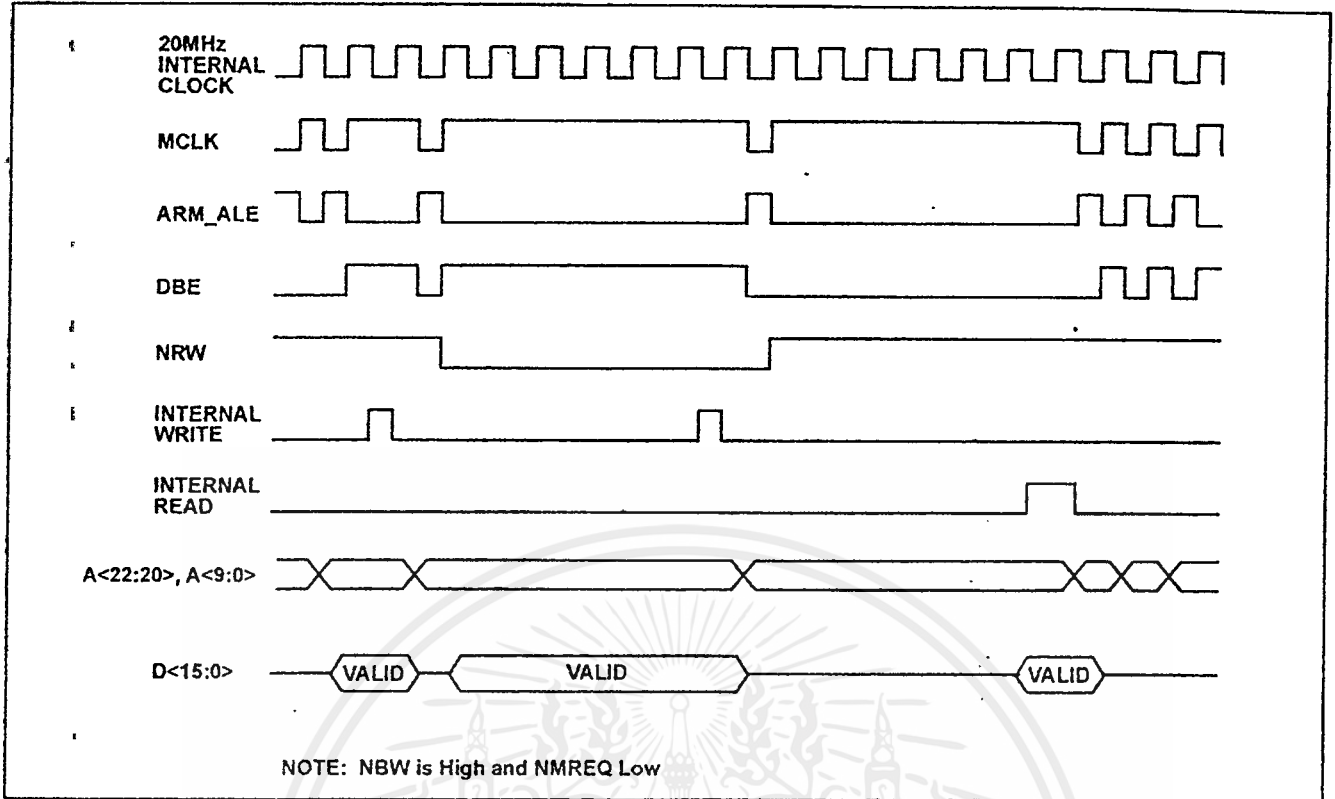 20MHz
INTERNAL
CLOCK
MCLK
ARM_ALE
DBE
NRW
INTERNAL
WRITE
INTERNAL
READ
A<22:20>, A<9:0>
D<15:0>
VALID
VALID
VALID
NOTE: NBW is High and NMREQ Low